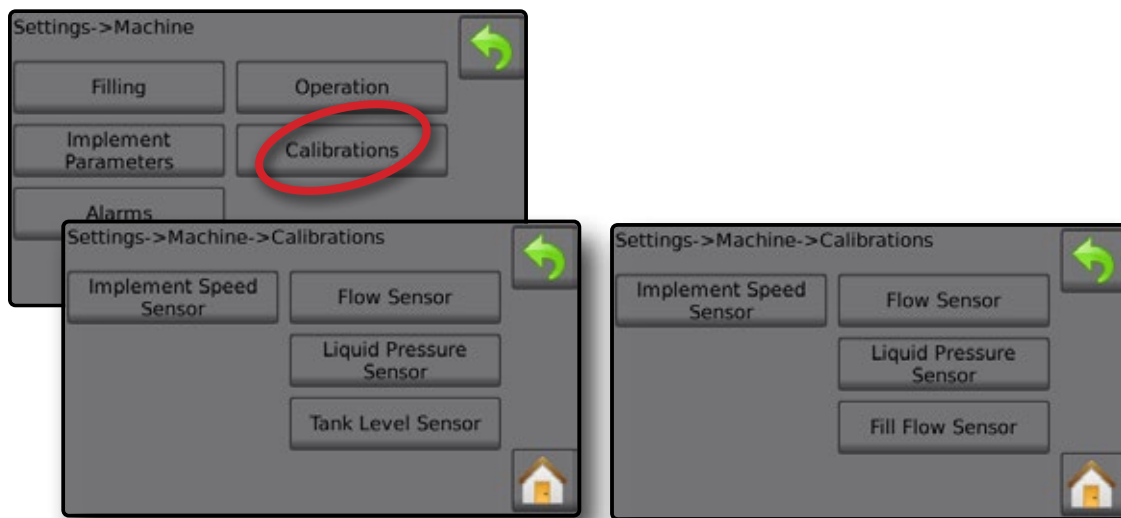 Settings->Machine
Filling
Operation
Implement
Parameters
Calibrations
Alarms
Settings->Machine->Calibrations
Implement Speed
Sensor
Flow Sensor
Liquid Pressure
Sensor
Tank Level Sensor
Settings->Machine->Calibrations
Implement Speed
Sensor
Flow Sensor
Liquid Pressure
Sensor
Fill Flow Sensor